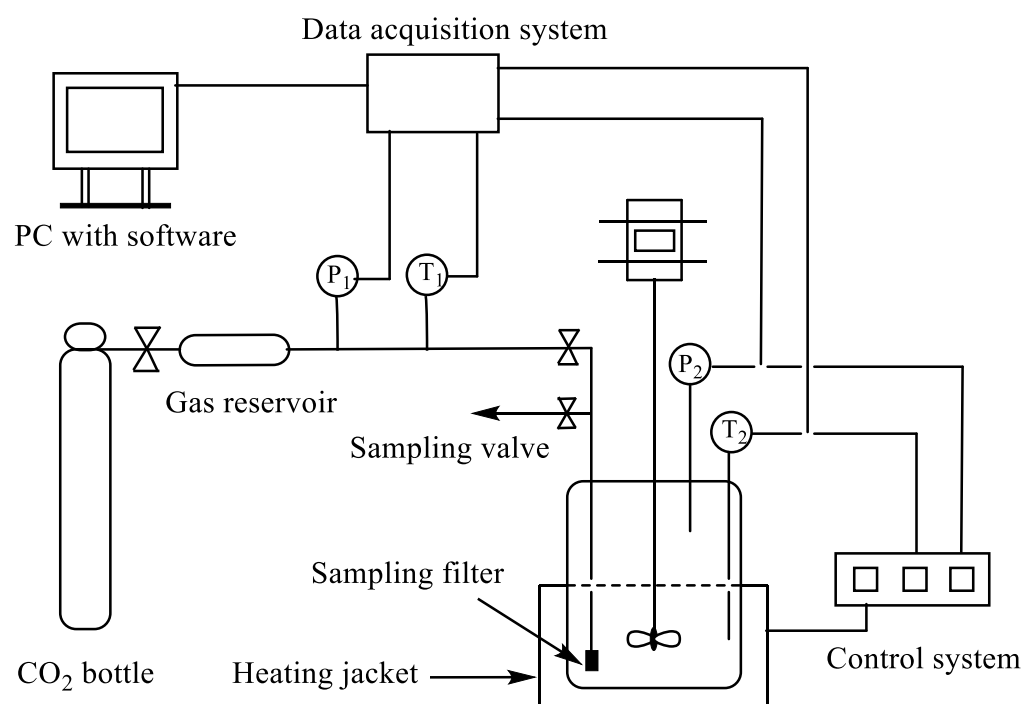 Data acquisition system
PC with software
P₁
T₁
P₂
Gas reservoir
T₂
Sampling valve
Sampling filter
CO₂ bottle
Heating jacket
Control system